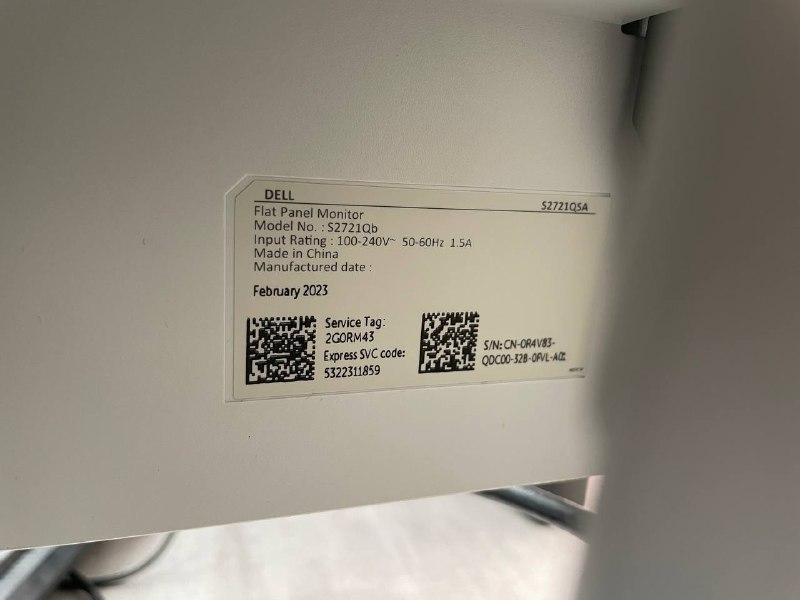 DELL
S2721QSA
Flat Panel Monitor
Model No. : S2721Qb
Input Rating : 100-240V~ 50-60Hz 1.5A
Made in China
Manufactured date :
February 2023
Service Tag:
2G0RM43
Express SVC code:
5322311859
S/N: CN-0R4V83-
QDC00-32B-0FVL-A02